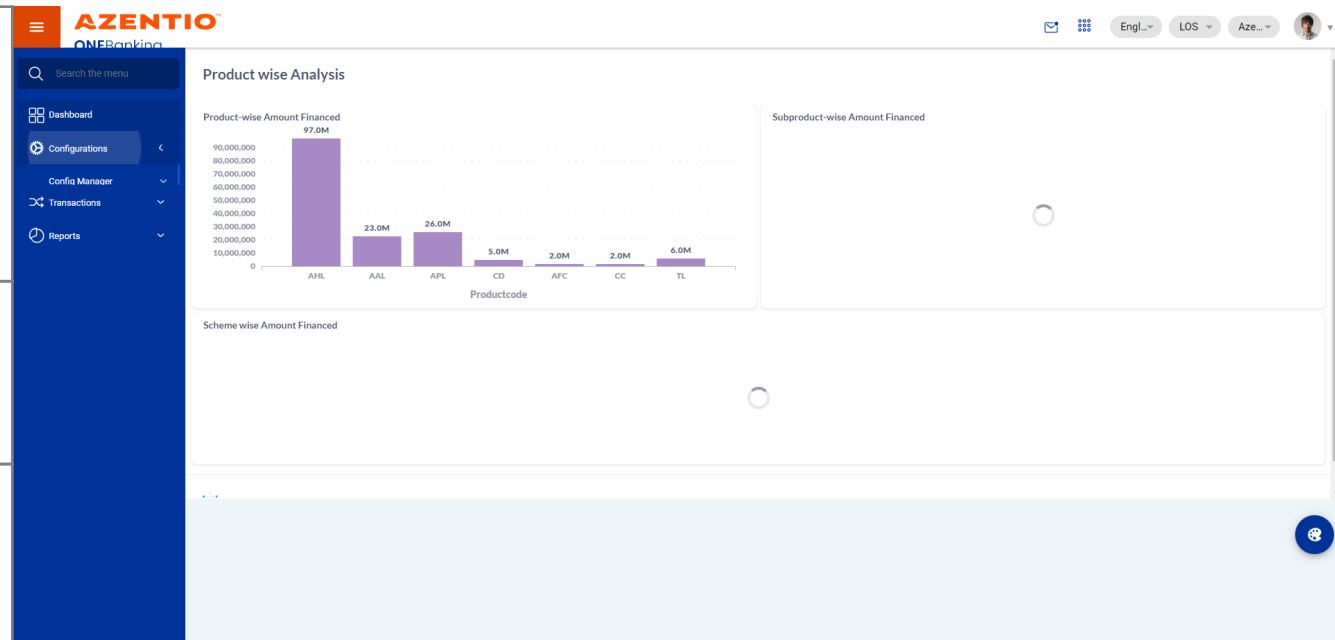 AZENTIO
ONEBanking
Engl...
LOS
Aze...
Search the menu
Dashboard
Configurations
Config Manager
Transactions
Reports
Product wise Analysis
Product-wise Amount Financed
97.0M
90,000,000
80,000,000
70,000,000
60,000,000
50,000,000
40,000,000
30,000,000
20,000,000
10,000,000
0
23.0M
26.0M
5.0M
2.0M
2.0M
6.0M
AHL AAL APL CD AFC CC TL
Productcode
Subproduct-wise Amount Financed
Scheme wise Amount Financed